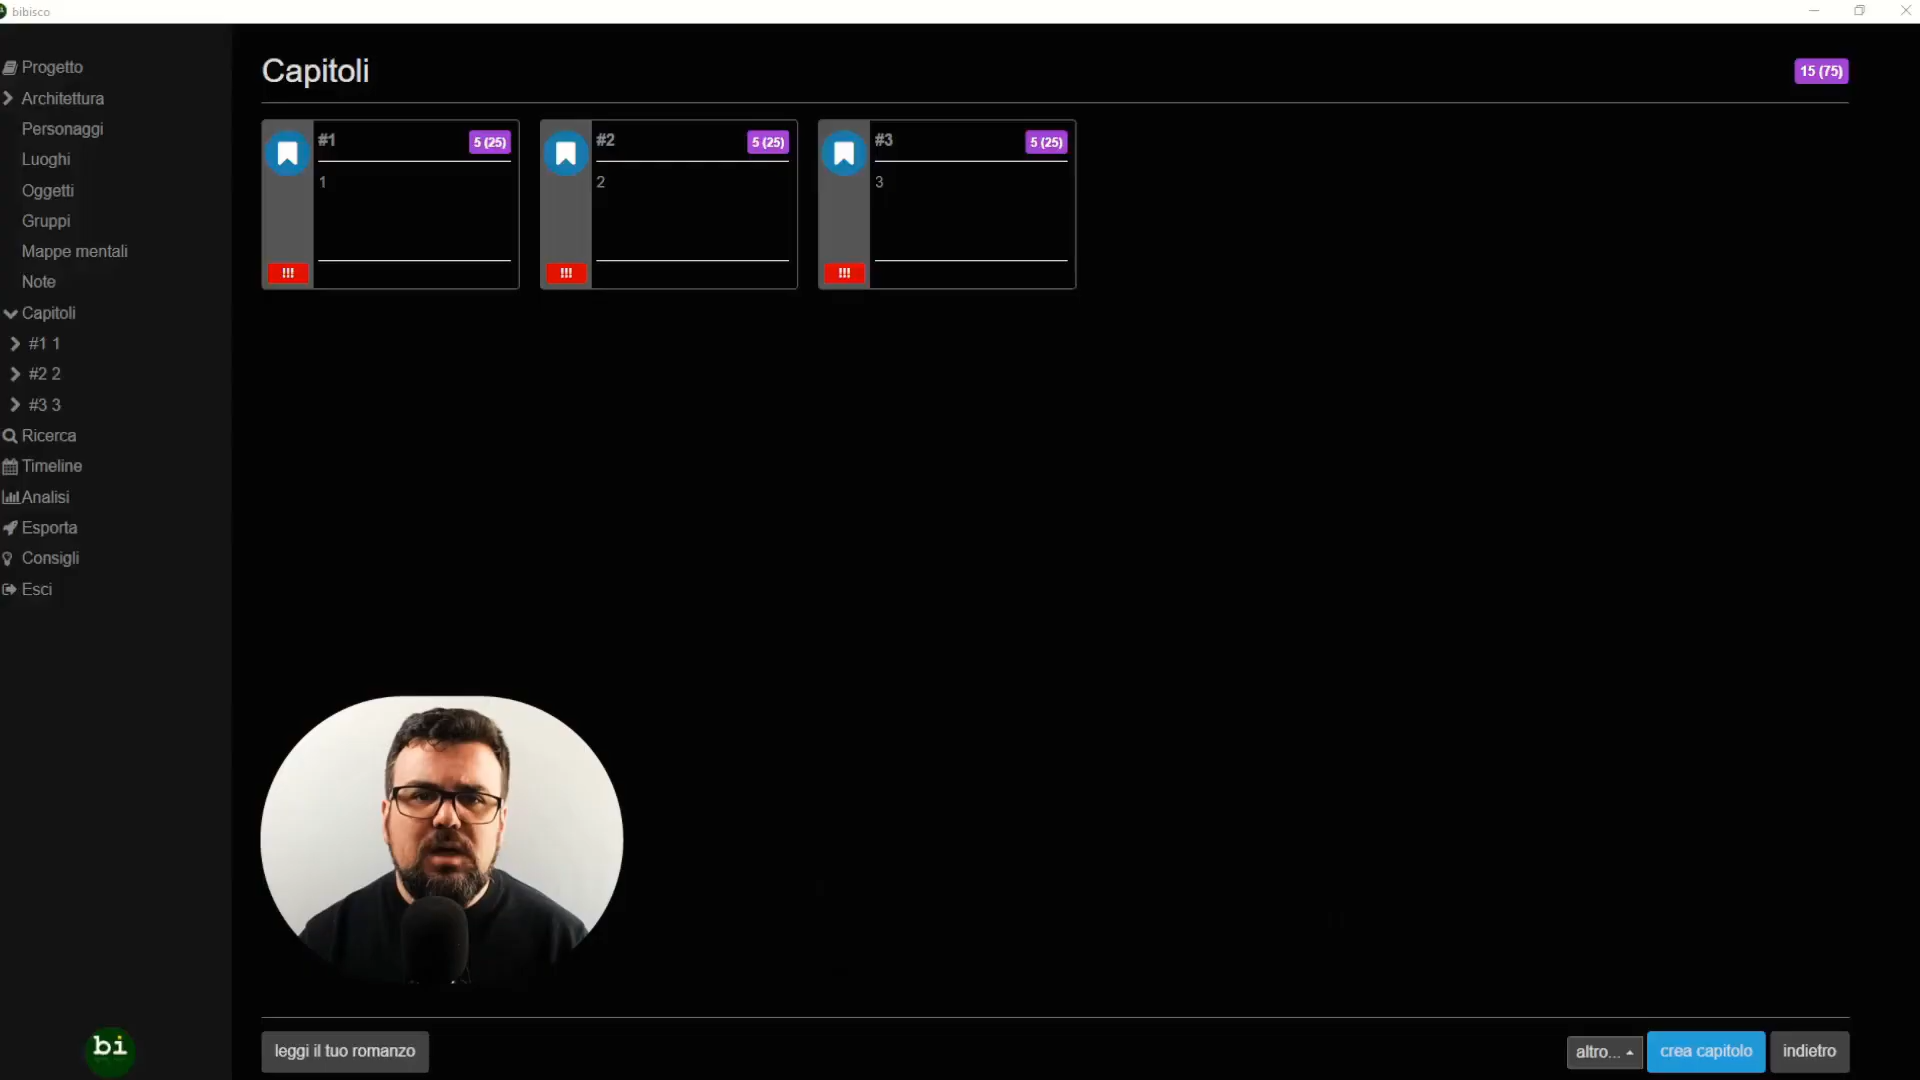 bibisco
Progetto
Architettura
Personaggi
Luoghi
Oggetti
Gruppi
Mappe mentali
Note
Capitoli
#1 1
#2 2
#3 3
Ricerca
Timeline
Analisi
Esporta
Consigli
Esci
bi
Capitoli
15 (75)
#1
5 (25)
1
!!!
#2
5 (25)
2
!!!
#3
5 (25)
3
!!!
leggi il tuo romanzo
altro...
crea capitolo
indietro